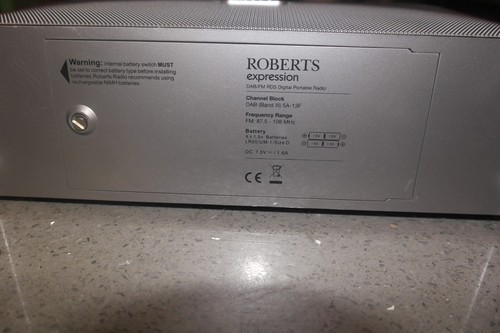 Warning: Internal battery switch MUST
be set to correct battery type before installing
batteries. Roberts Radio recommends using
rechargeable NiMH batteries.
ROBERTS
expression
DAB/FM RDS Digital Portable Radio
Channel Block
DAB (Band III) 5A-13F
Frequency Range
FM: 87.5 - 108 MHz
Battery
4 x 1.5v Batteries
LR20/UM-1/Size D
DC 7.5V 1.6A
CE